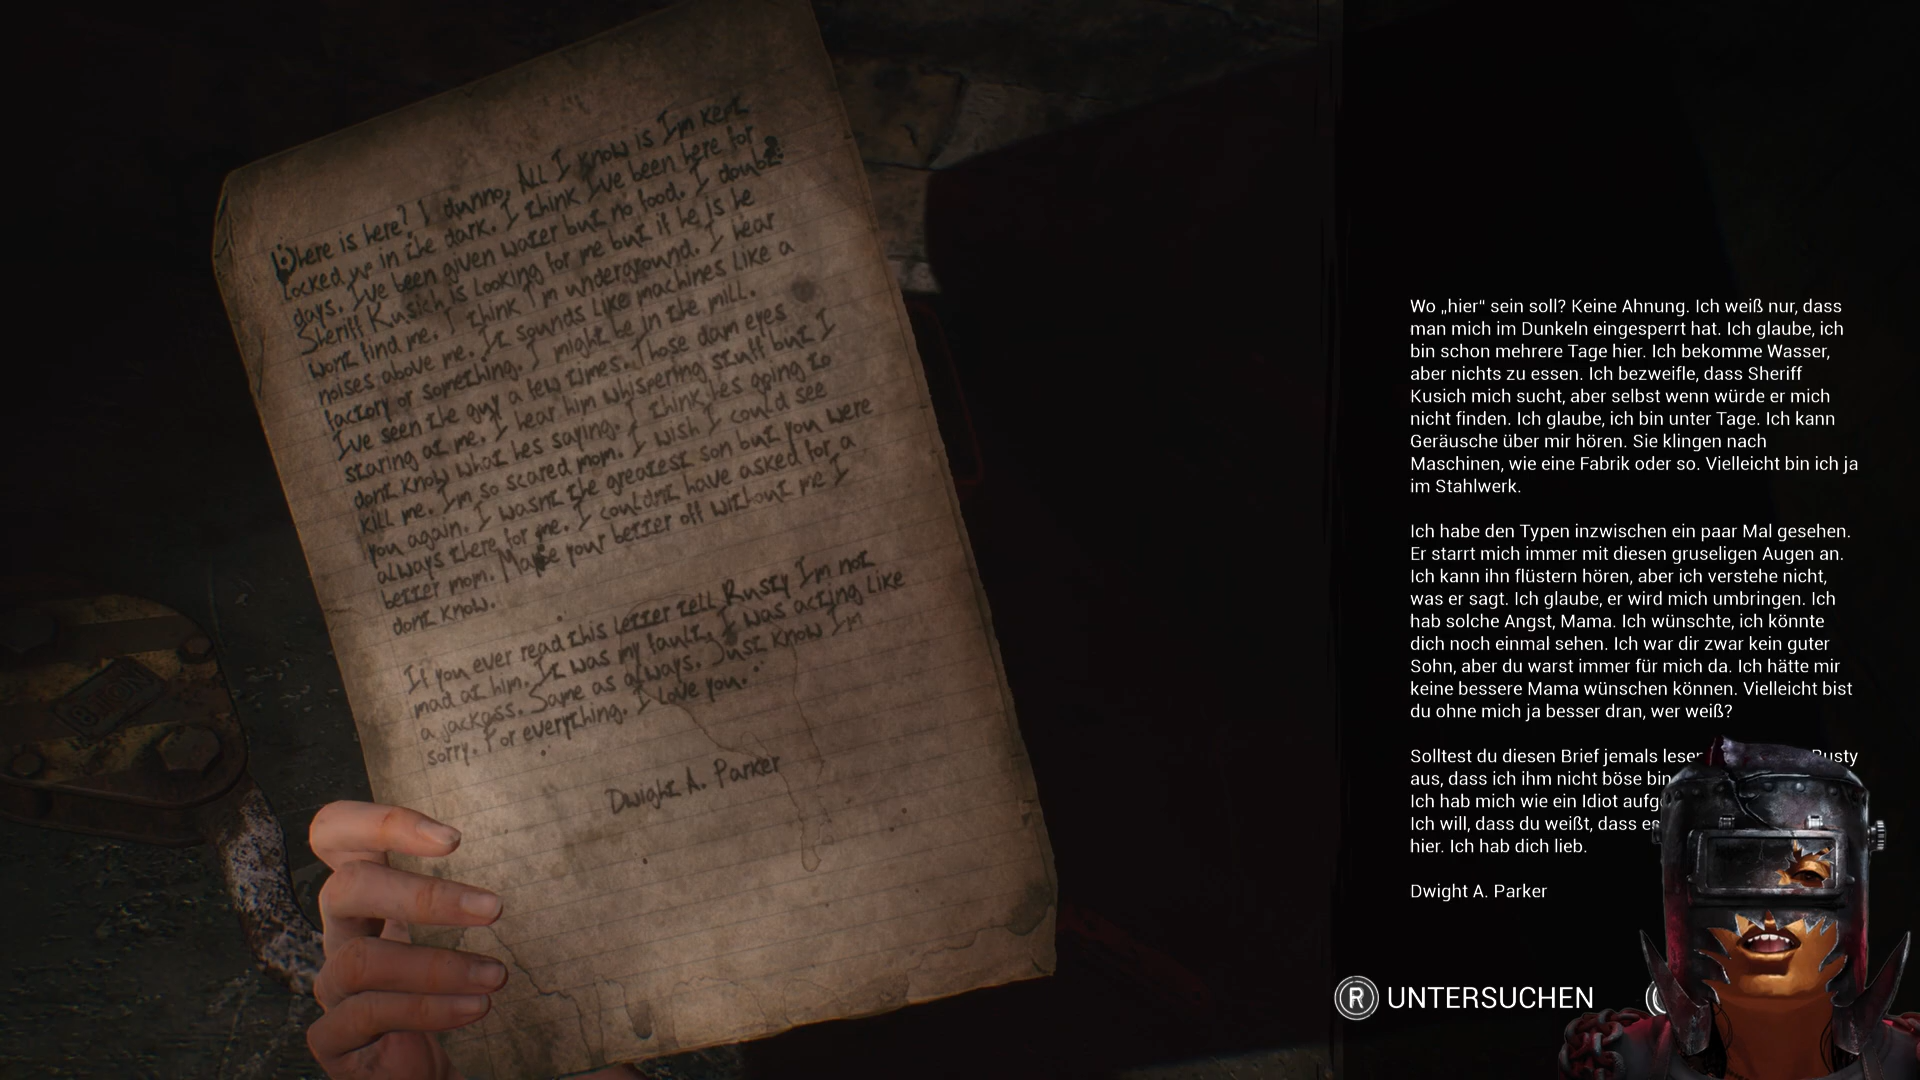 Where is here? I dunno. All I know is I'm kept
locked up in the dark. I think I've been here for
days. I've been given water but no food. I doubt
Sheriff Kusich is looking for me but if he is he
wont find me. I think I'm underground. I hear
noises above me. It sounds like machines like a
factory or something. I might be in the mill.
I've seen the guy a few times. Those dam eyes
staring at me. I hear him whispering stuff but I
dont know what hes saying. I think hes going to
kill me. I'm so scared mom. I wish I could see
you again. I wasnt the greatest son but you were
always there for me. I couldnt have asked for a
better mom. Maybe your better off without me I
dont know.
If you ever read this letter tell Rusty I'm not
mad at him. It was my fault, I was acting like
a jackass. Same as always. Just know I'm
sorry. For everything. I love you.
Dwight A. Parker
Wo „hier“ sein soll? Keine Ahnung. Ich weiß nur, dass
man mich im Dunkeln eingesperrt hat. Ich glaube, ich
bin schon mehrere Tage hier. Ich bekomme Wasser,
aber nichts zu essen. Ich bezweifle, dass Sheriff
Kusich mich sucht, aber selbst wenn würde er mich
nicht finden. Ich glaube, ich bin unter Tage. Ich kann
Geräusche über mir hören. Sie klingen nach
Maschinen, wie eine Fabrik oder so. Vielleicht bin ich ja
im Stahlwerk.
Ich habe den Typen inzwischen ein paar Mal gesehen.
Er starrt mich immer mit diesen gruseligen Augen an.
Ich kann ihn flüstern hören, aber ich verstehe nicht,
was er sagt. Ich glaube, er wird mich umbringen. Ich
hab solche Angst, Mama. Ich wünschte, ich könnte
dich noch einmal sehen. Ich war dir zwar kein guter
Sohn, aber du warst immer für mich da. Ich hätte mir
keine bessere Mama wünschen können. Vielleicht bist
du ohne mich ja besser dran, wer weiß?
Solltest du diesen Brief jemals
aus, dass ich ihm nicht böse bin
Ich hab mich wie ein Idiot
Ich will, dass du weißt, dass
hier. Ich hab dich lieb.
Dwight A. Parker
R UNTERSUCHEN